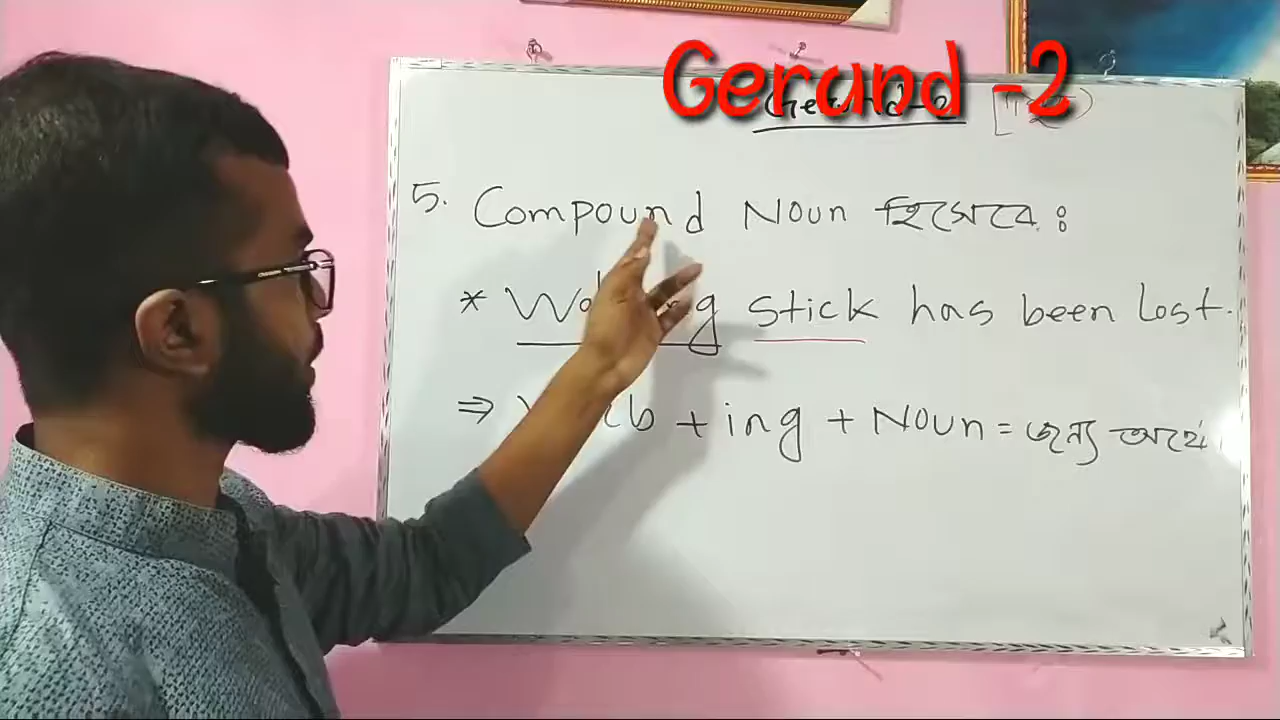 Gerund -2
5. Compound Noun হিসেবে :
* stick has been Lost.
⇒ + ing + Noun = জন্য অর্থে।